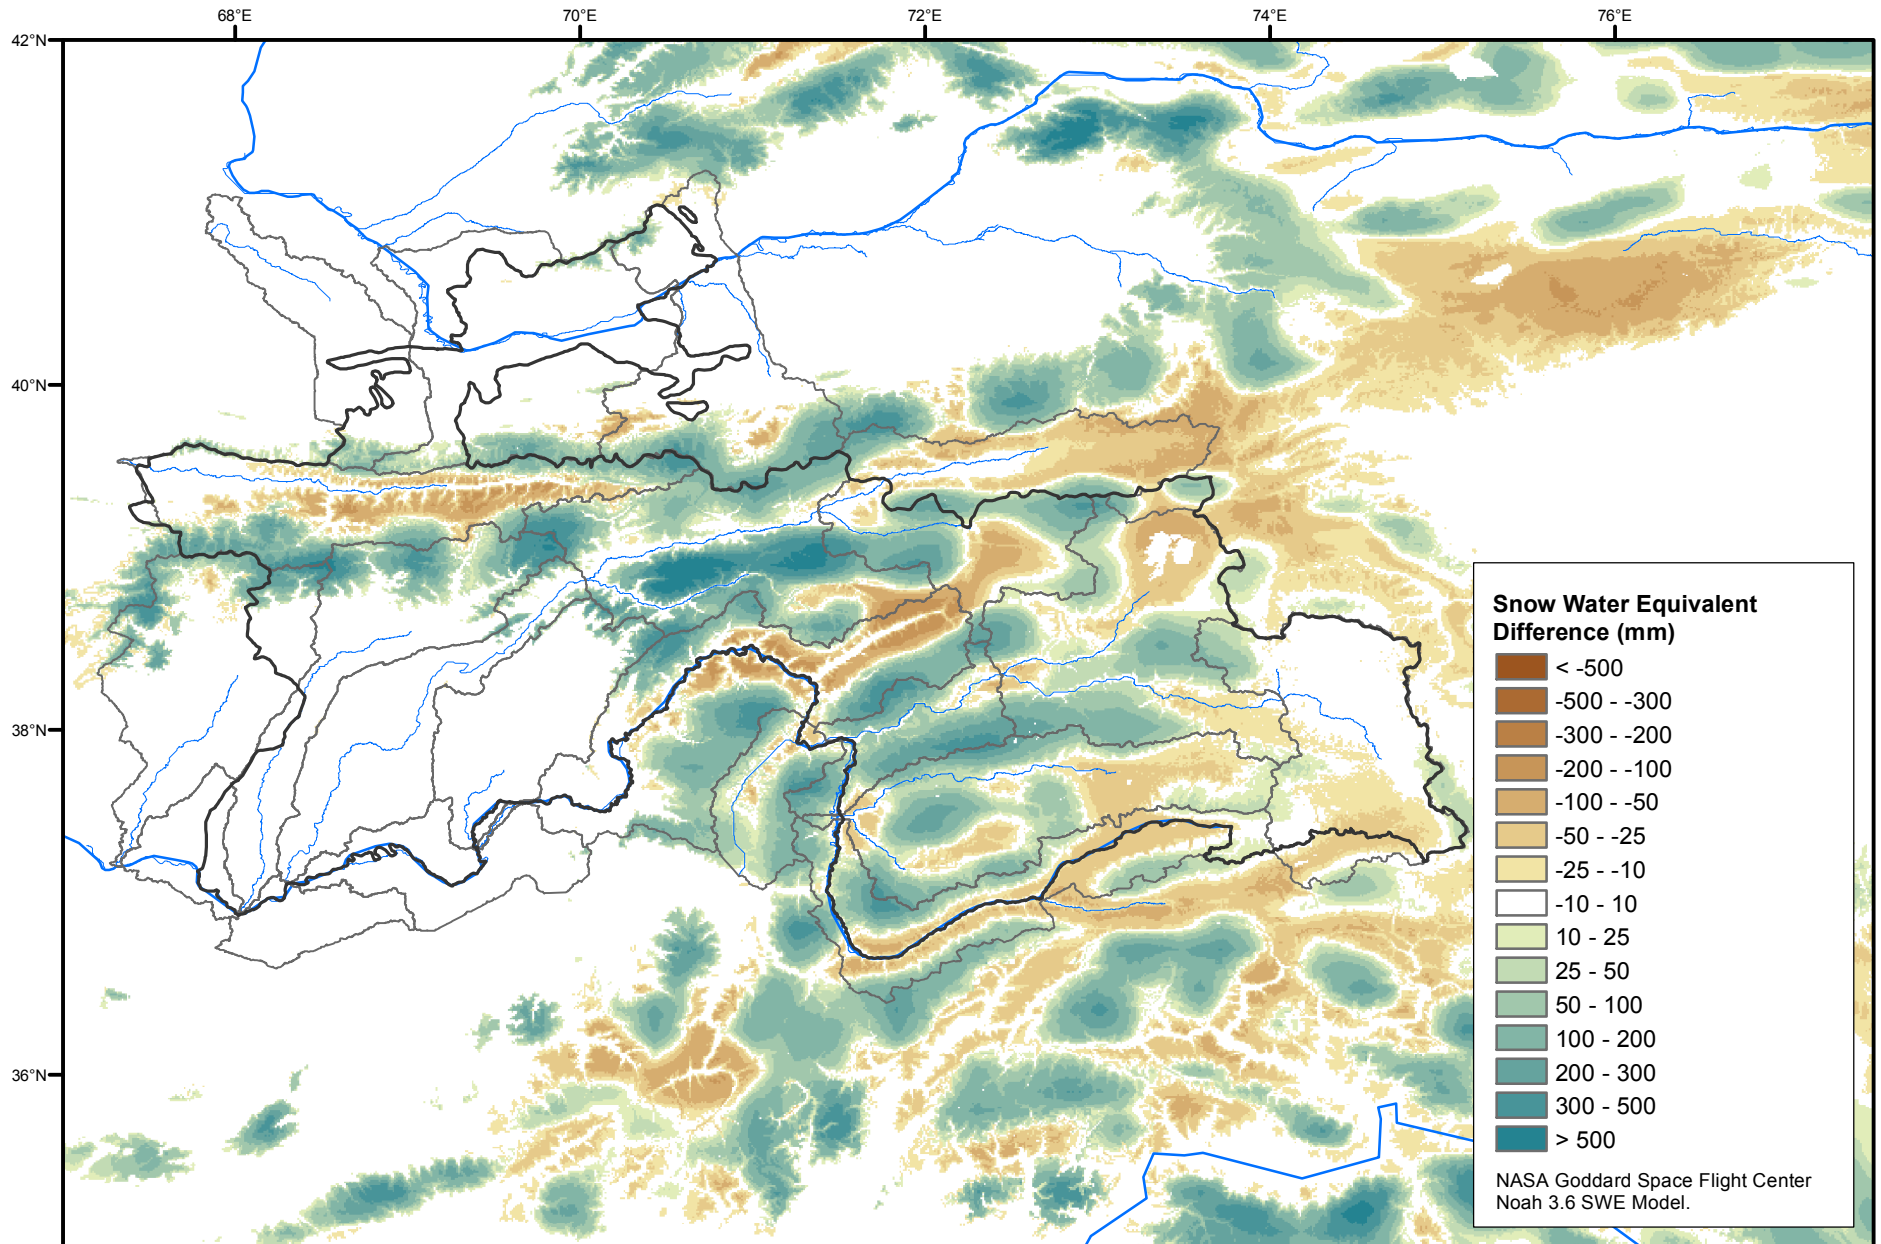 68°E 70°E 72°E 74°E 76°E
42°N
40°N
38°N
36°N
Snow Water Equivalent
Difference (mm)
< -500
-500 - -300
-300 - -200
-200 - -100
-100 - -50
-50 - -25
-25 - -10
-10 - 10
10 - 25
25 - 50
50 - 100
100 - 200
200 - 300
300 - 500
> 500
NASA Goddard Space Flight Center
Noah 3.6 SWE Model.